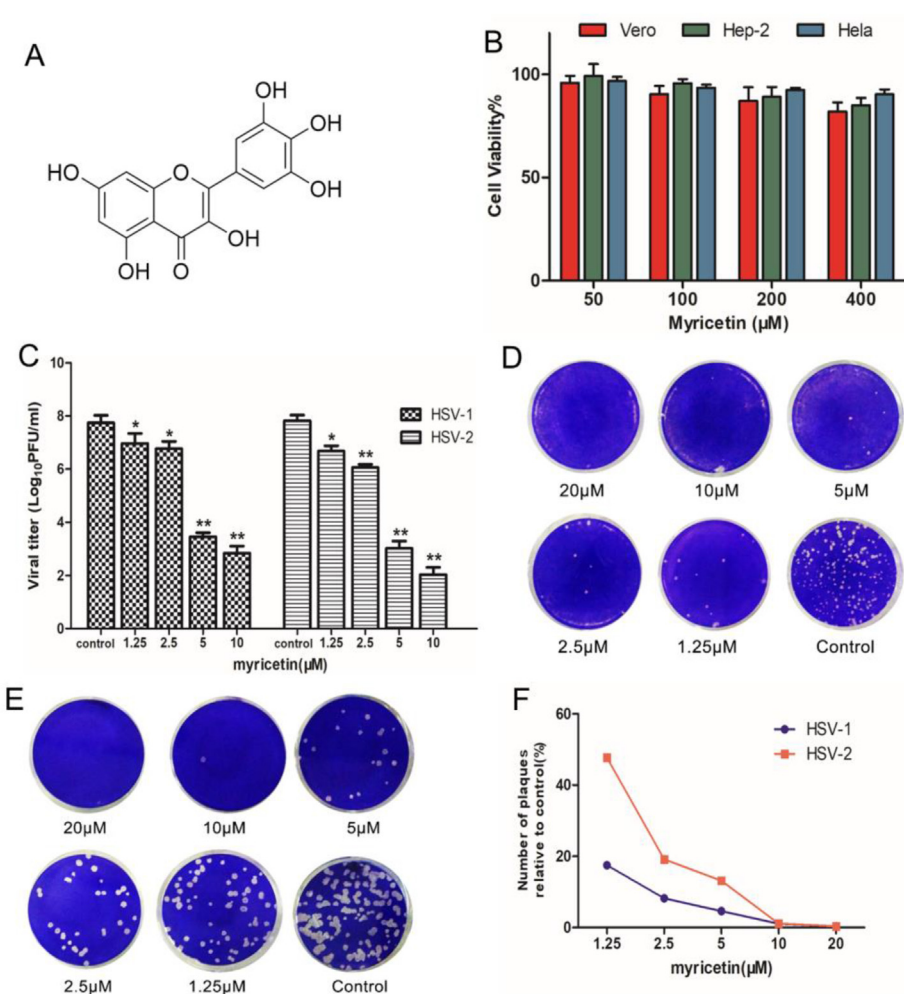 A
OH
OH
HO
O
OH
OH
OH
O
B
Vero
Hep-2
Hela
Cell Viability%
100
50
0
50
100
200
400
Myricetin (µM)
C
Viral titer (Log10PFU/ml)
10
8
6
4
2
0
*
*
**
**
*
**
**
**
HSV-1
HSV-2
control 1.25 2.5 5 10
control 1.25 2.5 5 10
myricetin(µM)
D
20µM
10µM
5µM
2.5µM
1.25µM
Control
E
20µM
10µM
5µM
2.5µM
1.25µM
Control
F
Number of plaques
relative to control(%)
60
40
20
0
HSV-1
HSV-2
1.25
2.5
5
10
20
myricetin(µM)